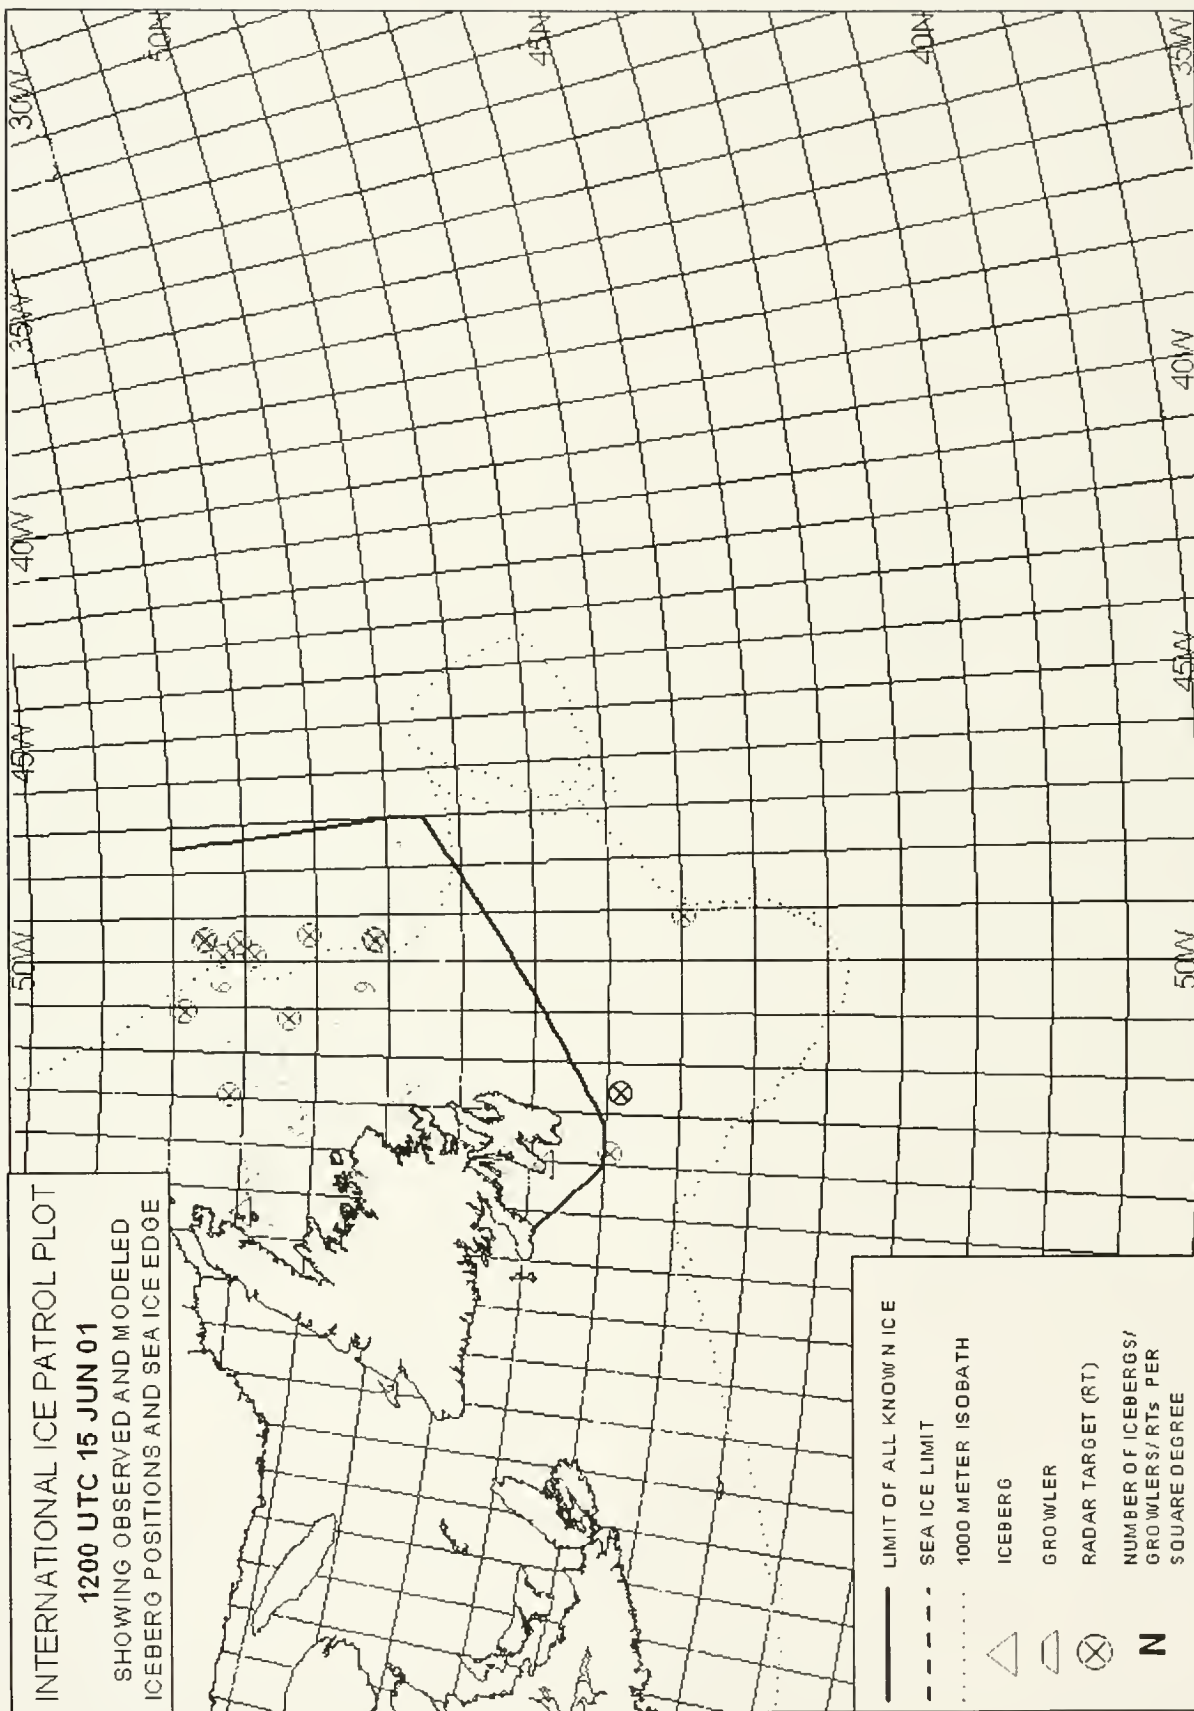 INTERNATIONAL ICE PATROL PLOT
1200 UTC 15 JUN 01
SHOWING OBSERVED AND MODELED
ICEBERG POSITIONS AND SEA ICE EDGE
50W
45W
40W
35W
30W
50N
45N
40N
35W
40W
45W
50W
6
9
LIMIT OF ALL KNOWN ICE
SEA ICE LIMIT
1000 METER ISOBATH
ICEBERG
GROWLER
RADAR TARGET (RT)
N
NUMBER OF ICEBERGS/
GROWLERS/RTs PER
SQUARE DEGREE